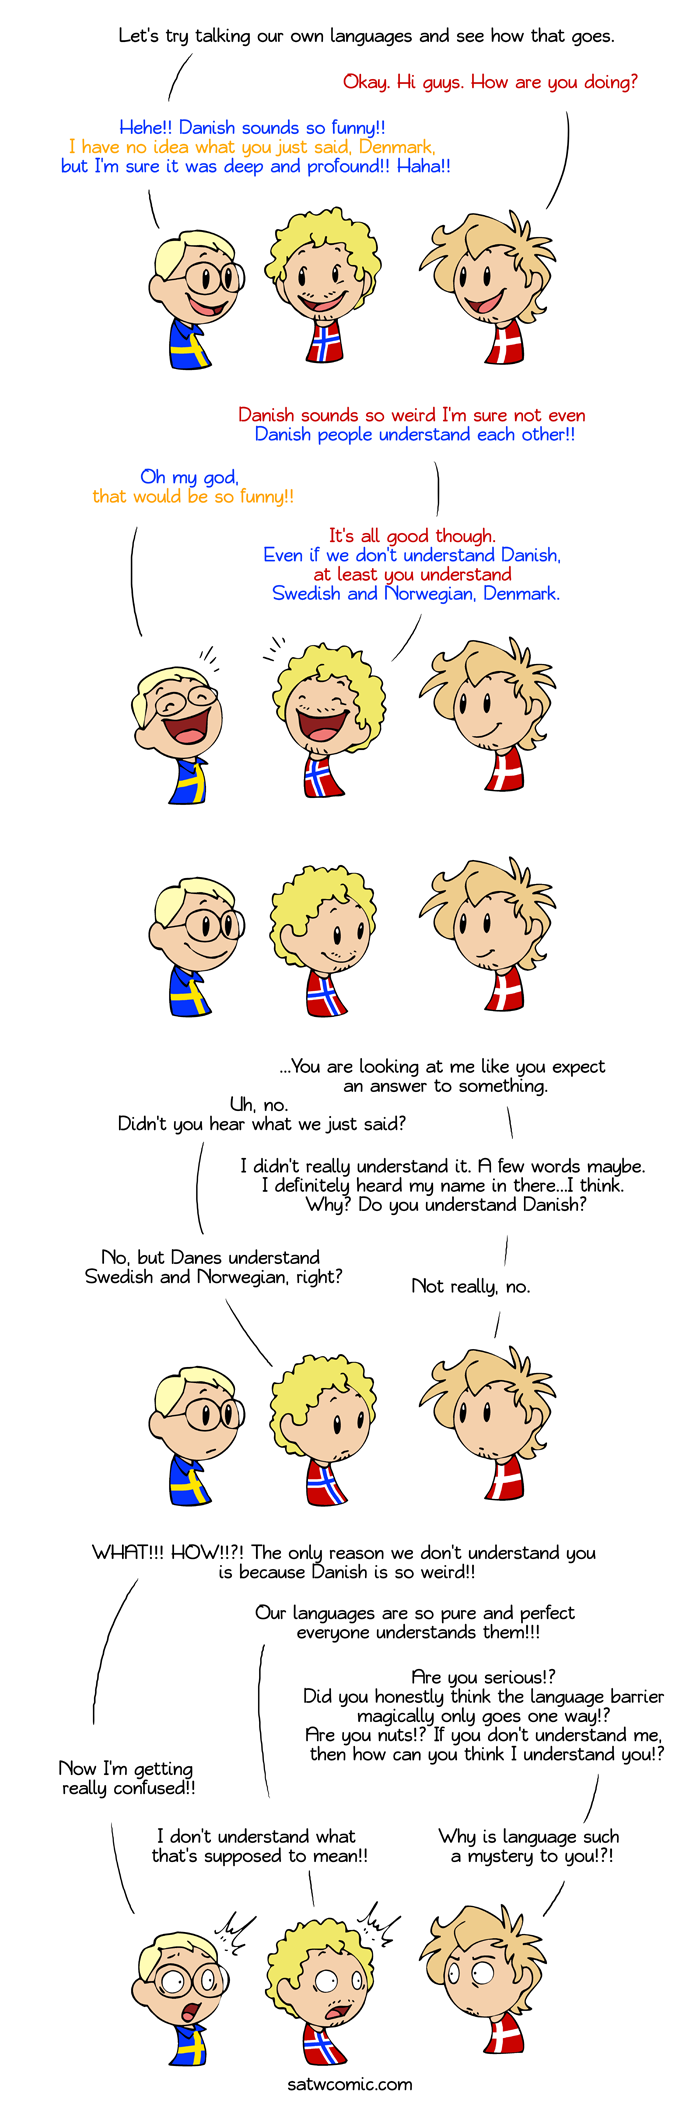 Let's try talking our own languages and see how that goes.
Okay. Hi guys. How are you doing?
Hehe!! Danish sounds so funny!!
I have no idea what you just said, Denmark,
but I'm sure it was deep and profound!! Haha!!
Danish sounds so weird I'm sure not even
Danish people understand each other!!
Oh my god,
that would be so funny!!
It's all good though.
Even if we don't understand Danish,
at least you understand
Swedish and Norwegian, Denmark.
...You are looking at me like you expect
an answer to something.
Uh, no.
Didn't you hear what we just said?
I didn't really understand it. A few words maybe.
I definitely heard my name in there...I think.
Why? Do you understand Danish?
No, but Danes understand
Swedish and Norwegian, right?
Not really, no.
WHAT!!! HOW!!?! The only reason we don't understand you
is because Danish is so weird!!
Our languages are so pure and perfect
everyone understands them!!!
Are you serious!?
Did you honestly think the language barrier
magically only goes one way!?
Are you nuts!? If you don't understand me,
then how can you think I understand you!?
Now I'm getting
really confused!!
I don't understand what
that's supposed to mean!!
Why is language such
a mystery to you!?!
satwcomic.com